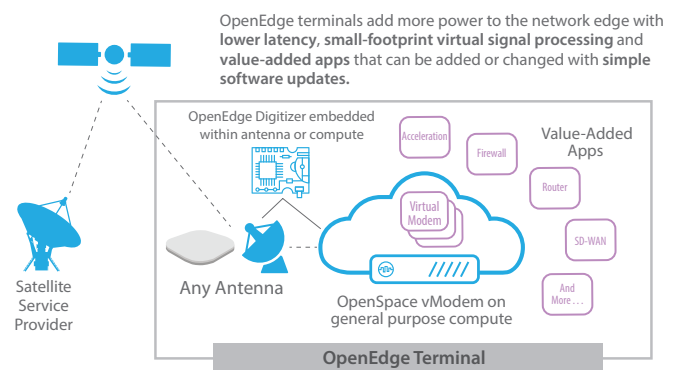 OpenEdge terminals add more power to the network edge with
lower latency, small-footprint virtual signal processing and
value-added apps that can be added or changed with simple
software updates.
OpenEdge Digitizer embedded
within antenna or compute
Acceleration
Firewall
Value-Added
Apps
Router
SD-WAN
And
More . . .
Virtual
Modem
Satellite
Service
Provider
Any Antenna
OpenSpace vModem on
general purpose compute
OpenEdge Terminal